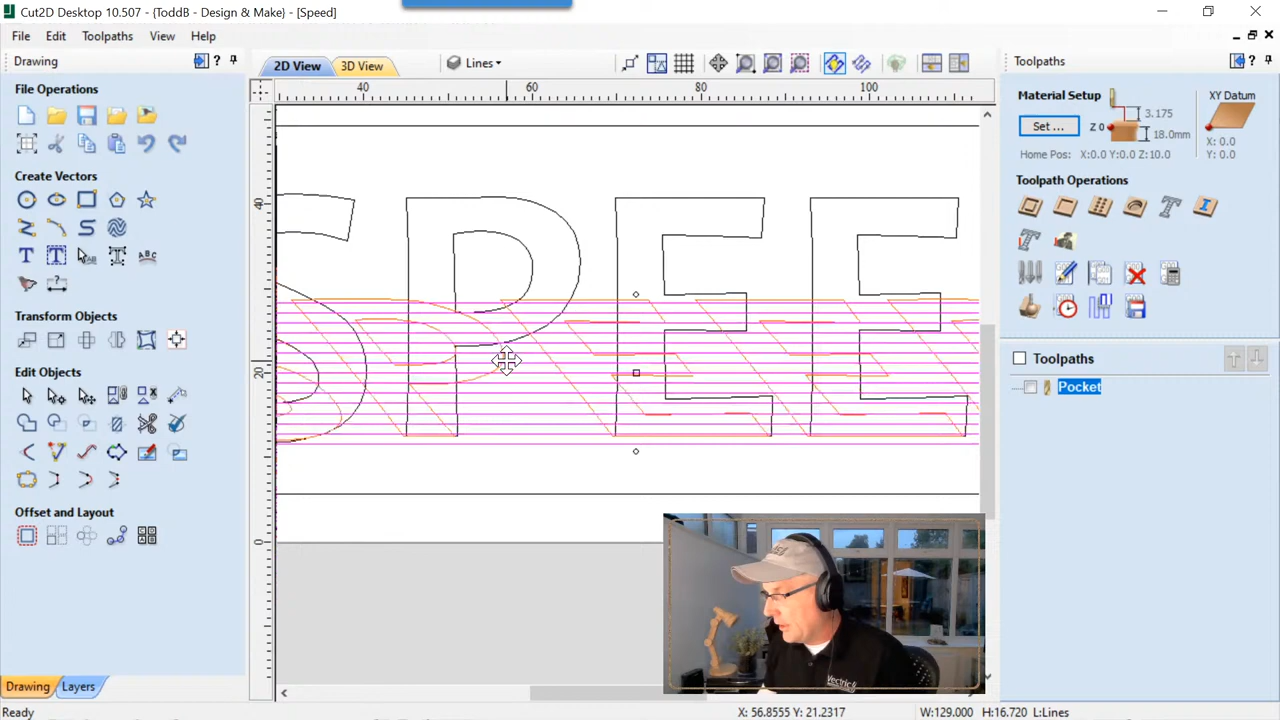 Cut2D Desktop 10.507 - {ToddB - Design & Make} - [Speed]
File Edit Toolpaths View Help
Drawing
File Operations
Create Vectors
Transform Objects
Edit Objects
Offset and Layout
Drawing Layers
Ready
2D View 3D View Lines
40 60 80 100
40
20
0
SPEE
Vectric
X: 56.8555 Y: 21.2317 W:129.000 H:16.720 L:Lines
Toolpaths
Material Setup
Set ...
Z 0
3.175
18.0mm
XY Datum
X: 0.0
Y: 0.0
Home Pos: X:0.0 Y:0.0 Z:10.0
Toolpath Operations
Toolpaths
Pocket